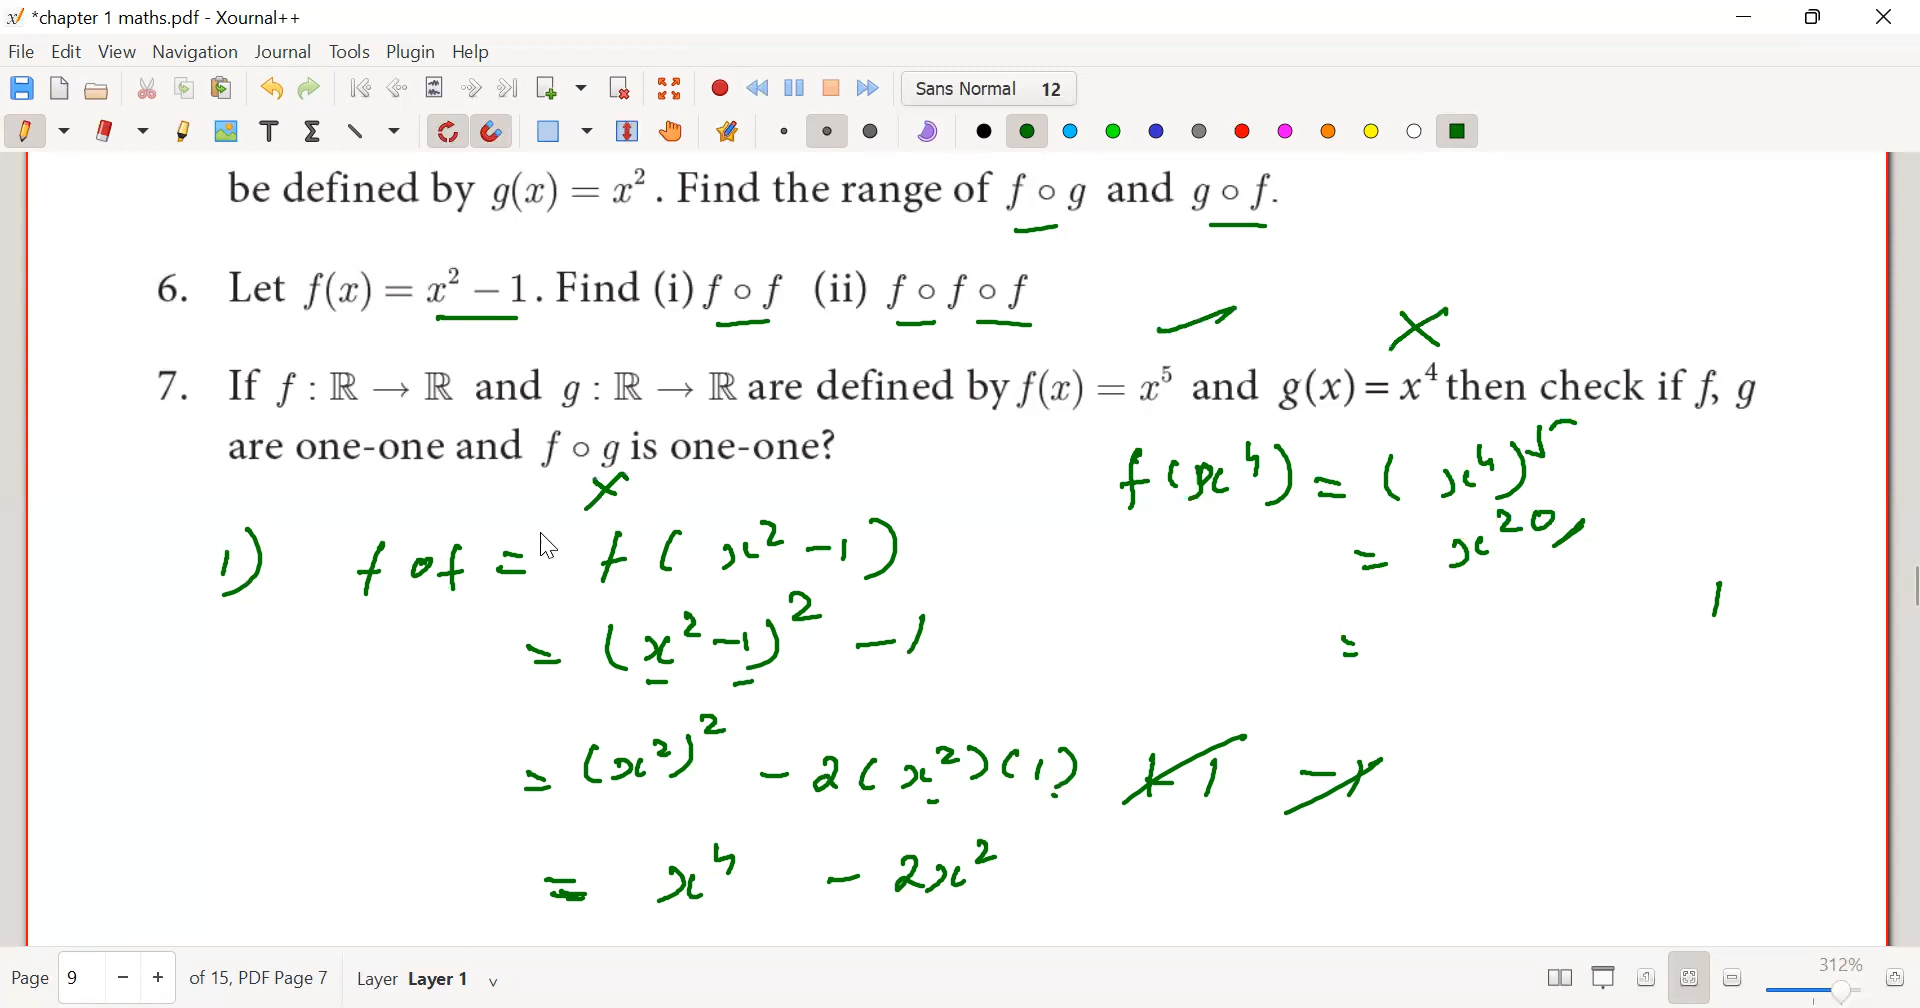 *chapter 1 maths.pdf - Xournal++
File Edit View Navigation Journal Tools Plugin Help
Sans Normal 12
be defined by g(x) = x². Find the range of f ∘ g and g ∘ f.
6. Let f(x) = x² − 1. Find (i) f ∘ f (ii) f ∘ f ∘ f
7. If f : ℝ → ℝ and g : ℝ → ℝ are defined by f(x) = x⁵ and g(x) = x⁴ then check if f, g
are one-one and f ∘ g is one-one?
f(x⁴) = (x⁴)⁵
= x²⁰,
=
1
1) f o f = f(x² − 1)
= (x² − 1)² − 1
= (x²)² − 2(x²)(1) + 1 − 1
= x⁴ − 2x²
Page 9 − + of 15, PDF Page 7 Layer Layer 1
312%